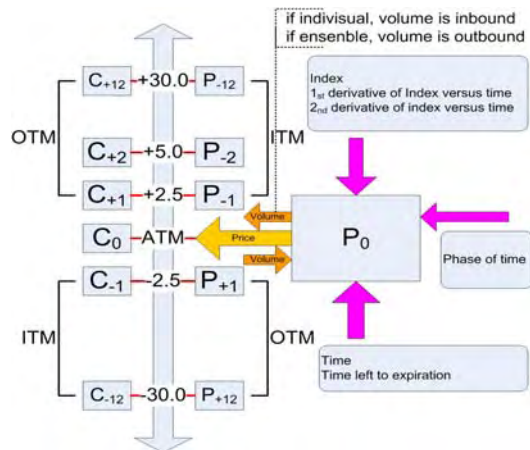 if indivisual, volume is inbound
if ensenble, volume is outbound
C+12 +30.0 P-12
Index
1st derivative of Index versus time
2nd derivative of index versus time
OTM
ITM
C+2 +5.0 P-2
C+1 +2.5 P-1
Volume
C0 ATM
Price
P0
Volume
Phase of time
C-1 -2.5 P+1
ITM
OTM
Time
Time left to expiration
C-12 -30.0 P+12